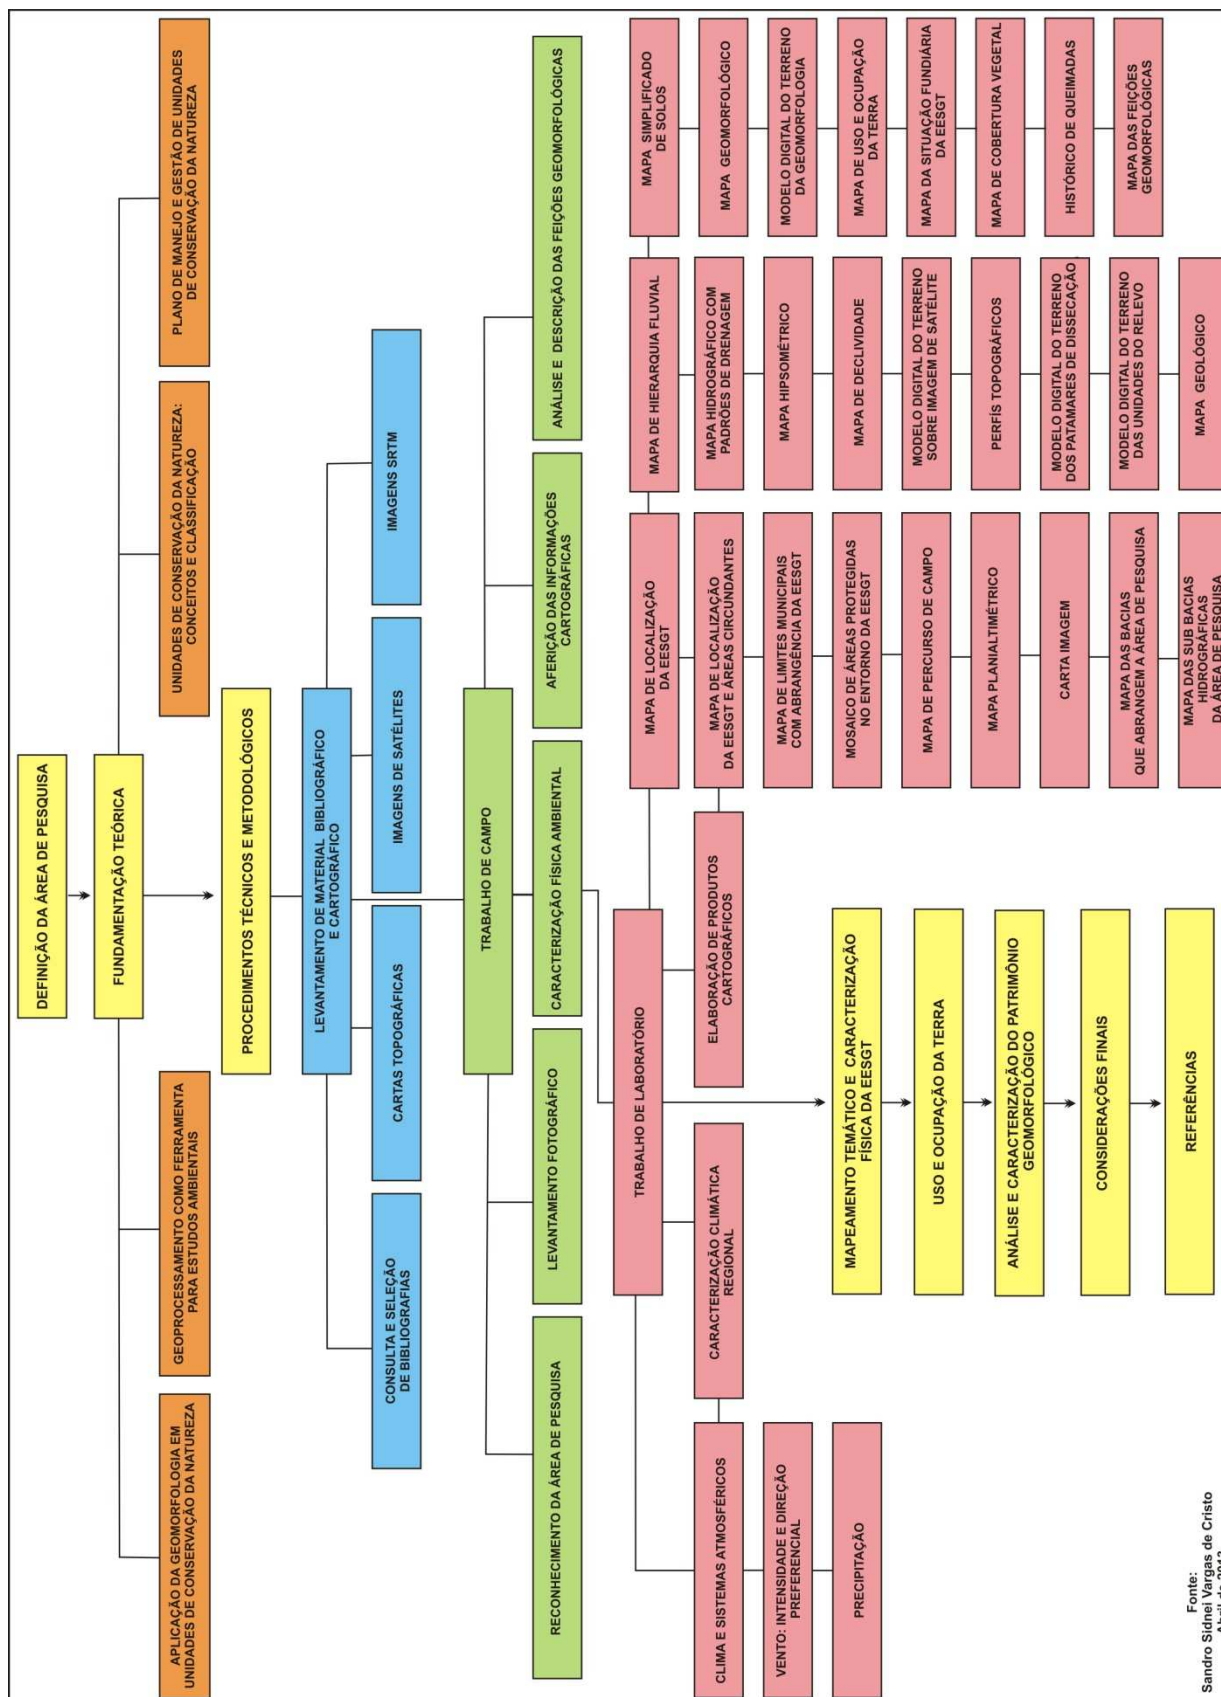 DEFINIÇÃO DA ÁREA DE PESQUISA
FUNDAMENTAÇÃO TEÓRICA
APLICAÇÃO DA GEOMORFOLOGIA EM
UNIDADES DE CONSERVAÇÃO DA NATUREZA
GEOPROCESSAMENTO COMO FERRAMENTA
PARA ESTUDOS AMBIENTAIS
UNIDADES DE CONSERVAÇÃO DA NATUREZA:
CONCEITOS E CLASSIFICAÇÃO
PLANO DE MANEJO E GESTÃO DE UNIDADES
DE CONSERVAÇÃO DA NATUREZA
PROCEDIMENTOS TÉCNICOS E METODOLÓGICOS
LEVANTAMENTO DE MATERIAL BIBLIOGRÁFICO
E CARTOGRÁFICO
CONSULTA E SELEÇÃO
DE BIBLIOGRAFIAS
CARTAS TOPOGRÁFICAS
IMAGENS DE SATÉLITES
IMAGENS SRTM
TRABALHO DE CAMPO
RECONHECIMENTO DA ÁREA DE PESQUISA
LEVANTAMENTO FOTOGRÁFICO
CARACTERIZAÇÃO FÍSICA AMBIENTAL
AFERIÇÃO DAS INFORMAÇÕES
CARTOGRÁFICAS
ANÁLISE E DESCRIÇÃO DAS FEIÇÕES GEOMORFOLÓGICAS
TRABALHO DE LABORATÓRIO
CLIMA E SISTEMAS ATMOSFÉRICOS
VENTO: INTENSIDADE E DIREÇÃO
PREFERENCIAL
PRECIPITAÇÃO
CARACTERIZAÇÃO CLIMÁTICA
REGIONAL
ELABORAÇÃO DE PRODUTOS
CARTOGRÁFICOS
MAPA DE LOCALIZAÇÃO
DA EESGT
MAPA DE LOCALIZAÇÃO
DA EESGT E ÁREAS CIRCUNDANTES
MAPA DE LIMITES MUNICIPAIS
COM ABRANGÊNCIA DA EESGT
MOSAICO DE ÁREAS PROTEGIDAS
NO ENTORNO DA EESGT
MAPA DE PERCURSO DE CAMPO
MAPA PLANIALTIMÉTRICO
CARTA IMAGEM
MAPA DAS BACIAS
QUE ABRANGEM A ÁREA DE PESQUISA
MAPA DAS SUB BACIAS
HIDROGRÁFICAS
DA ÁREA DE PESQUISA
MAPA DE HIERARQUIA FLUVIAL
MAPA HIDROGRÁFICO COM
PADRÕES DE DRENAGEM
MAPA HIPSOMÉTRICO
MAPA DE DECLIVIDADE
MODELO DIGITAL DO TERRENO
SOBRE IMAGEM DE SATÉLITE
PERFÍS TOPOGRÁFICOS
MODELO DIGITAL DO TERRENO
DOS PATAMARES DE DISSECAÇÃO
MODELO DIGITAL DO TERRENO
DAS UNIDADES DO RELEVO
MAPA GEOLÓGICO
MAPA SIMPLIFICADO
DE SOLOS
MAPA GEOMORFOLÓGICO
MODELO DIGITAL DO TERRENO
DA GEOMORFOLOGIA
MAPA DE USO E OCUPAÇÃO
DA TERRA
MAPA DA SITUAÇÃO FUNDIÁRIA
DA EESGT
MAPA DE COBERTURA VEGETAL
HISTÓRICO DE QUEIMADAS
MAPA DAS FEIÇÕES
GEOMORFOLÓGICAS
MAPEAMENTO TEMÁTICO E CARACTERIZAÇÃO
FÍSICA DA EESGT
USO E OCUPAÇÃO DA TERRA
ANÁLISE E CARACTERIZAÇÃO DO PATRIMÔNIO
GEOMORFOLÓGICO
CONSIDERAÇÕES FINAIS
REFERÊNCIAS
Fonte:
Sandro Sidnei Vargas de Cristo